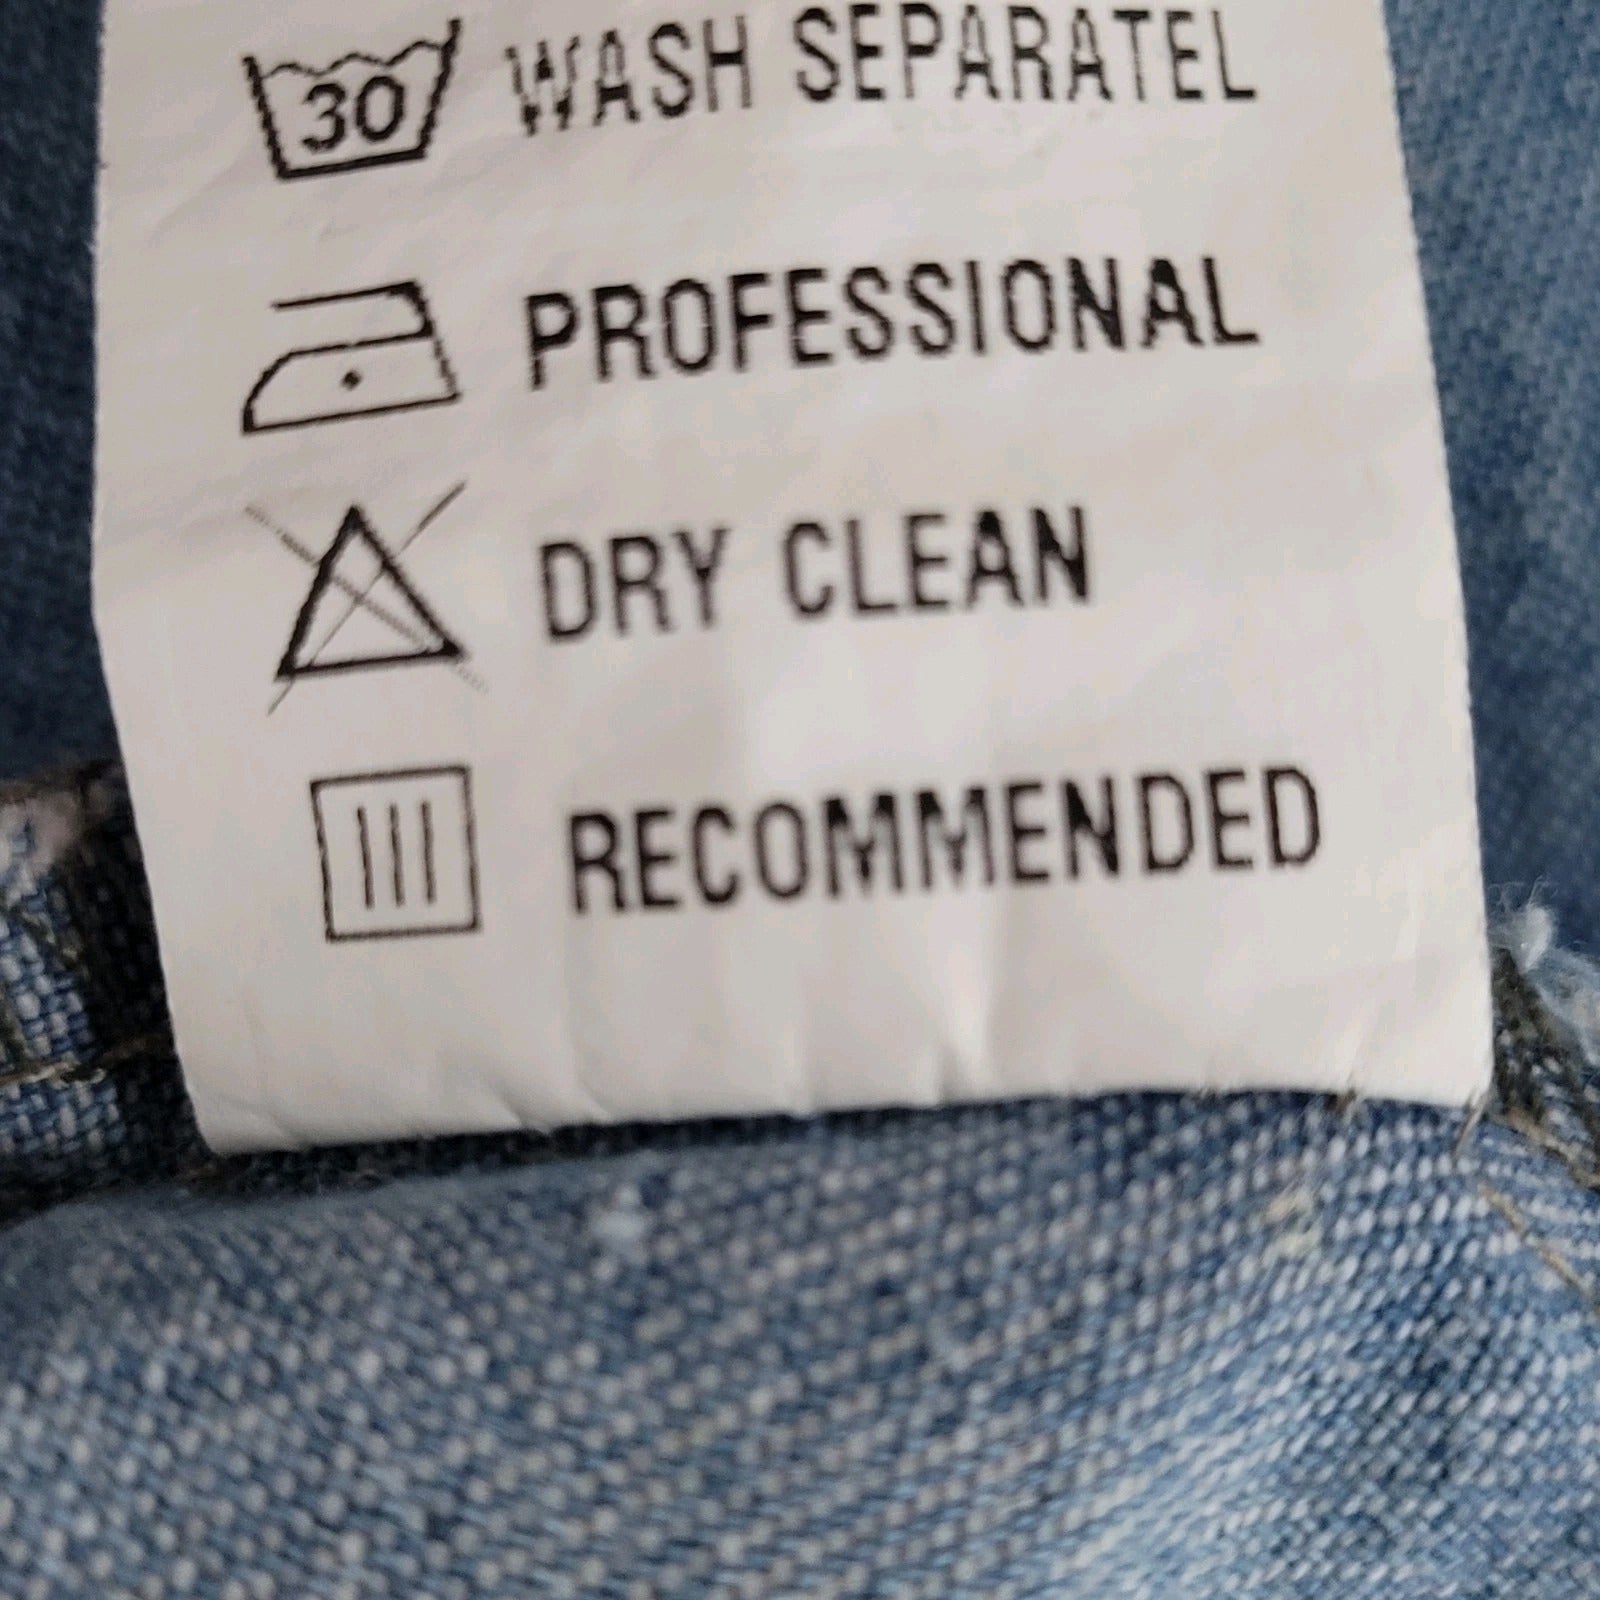 30 WASH SEPARATEL
PROFESSIONAL
DRY CLEAN
RECOMMENDED